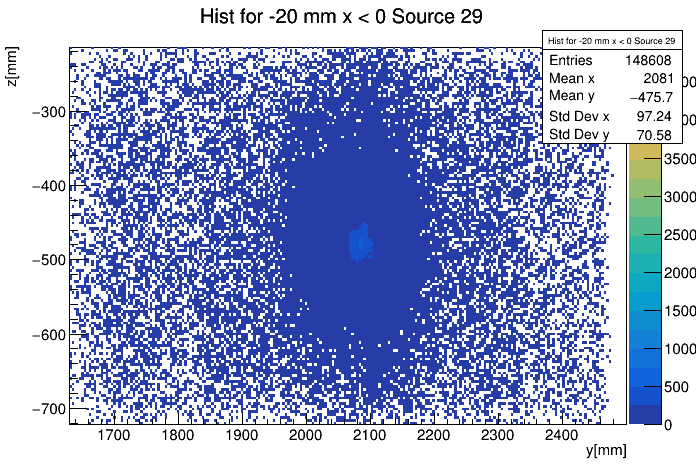 Hist for -20 mm x < 0 Source 29
z[mm]
Hist for -20 mm x < 0 Source 29
Entries 148608
Mean x 2081
Mean y −475.7
Std Dev x 97.24
Std Dev y 70.58
−300
−400
−500
−600
−700
1700 1800 1900 2000 2100 2200 2300 2400
y[mm]
3500
3000
2500
2000
1500
1000
500
0